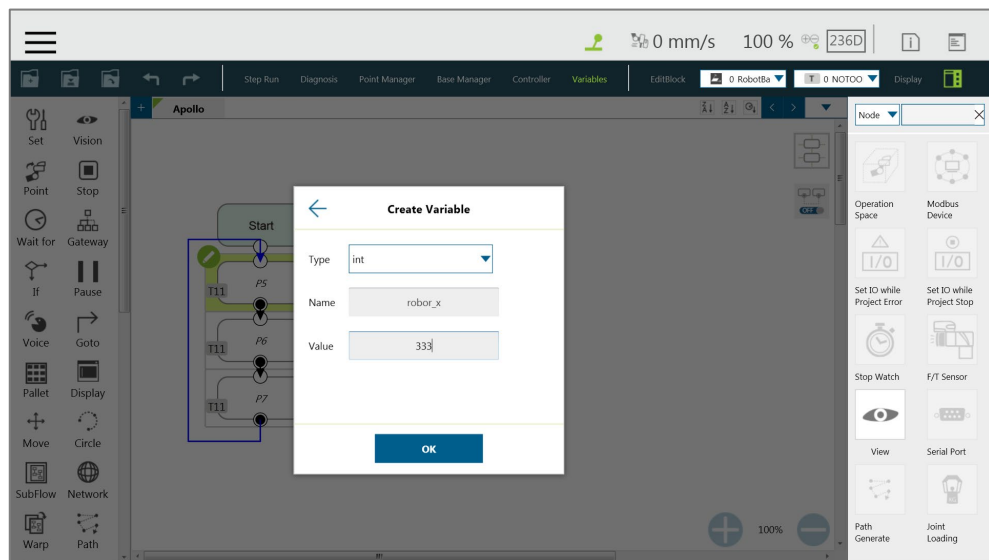 0 mm/s 100 % 236D
Step Run Diagnosis Point Manager Base Manager Controller Variables EditBlock 0 RobotBa T 0 NOTOO Display
Apollo
Node
Set Vision
Point Stop
Wait for Gateway
If Pause
Voice Goto
Pallet Display
Move Circle
SubFlow Network
Warp Path
Start
T11 P5
T11 P6
T11 P7
Create Variable
Type int
Name robor_x
Value 333
OK
OFF
100%
Operation
Space
Modbus
Device
I/O I/O
Set IO while
Project Error
Set IO while
Project Stop
Stop Watch F/T Sensor
View Serial Port
Path
Generate
Joint
Loading